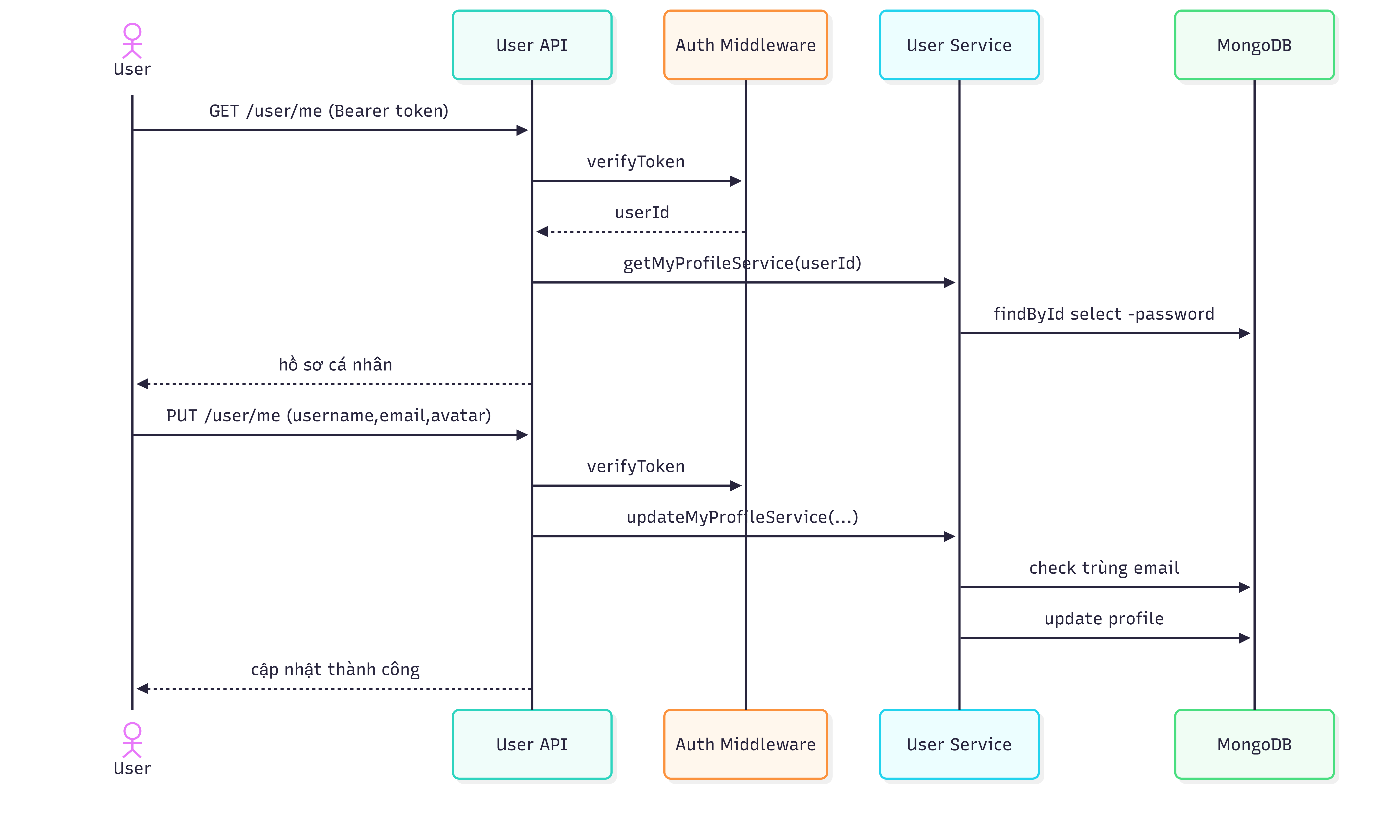 User
User API
Auth Middleware
User Service
MongoDB
GET /user/me (Bearer token)
verifyToken
userId
getMyProfileService(userId)
findById select -password
hồ sơ cá nhân
PUT /user/me (username,email,avatar)
verifyToken
updateMyProfileService(...)
check trùng email
update profile
cập nhật thành công
User
User API
Auth Middleware
User Service
MongoDB